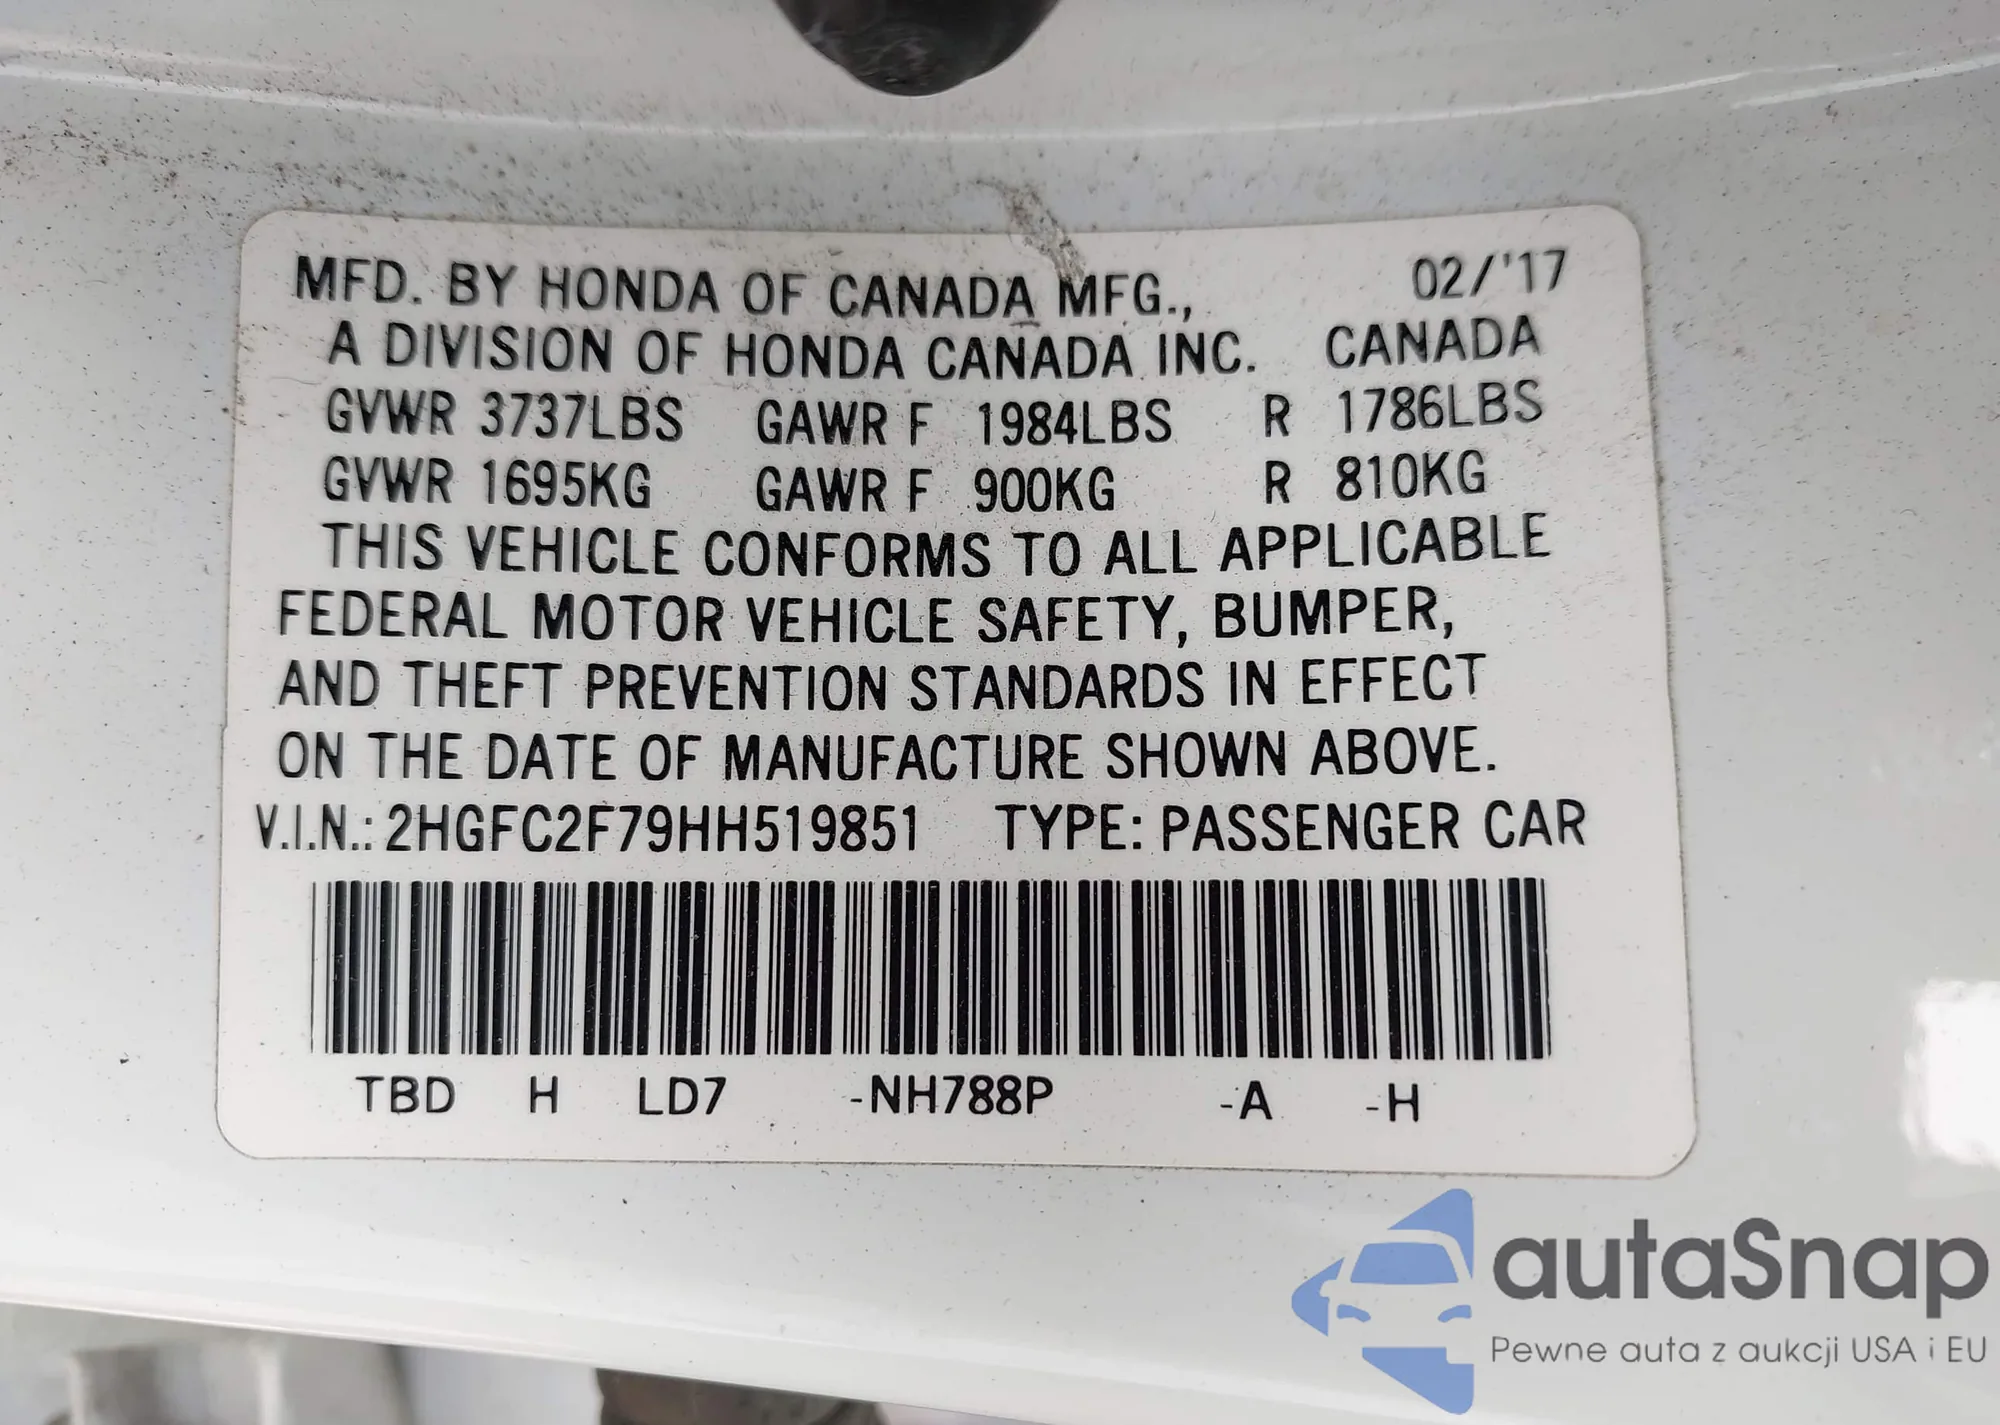 MFD. BY HONDA OF CANADA MFG., 02/'17
A DIVISION OF HONDA CANADA INC. CANADA
GVWR 3737LBS GAWR F 1984LBS R 1786LBS
GVWR 1695KG GAWR F 900KG R 810KG
THIS VEHICLE CONFORMS TO ALL APPLICABLE
FEDERAL MOTOR VEHICLE SAFETY, BUMPER,
AND THEFT PREVENTION STANDARDS IN EFFECT
ON THE DATE OF MANUFACTURE SHOWN ABOVE.
V.I.N.: 2HGFC2F79HH519851 TYPE: PASSENGER CAR
TBD H LD7 -NH788P -A -H
autaSnap
Pewne auta z aukcji USA i EU